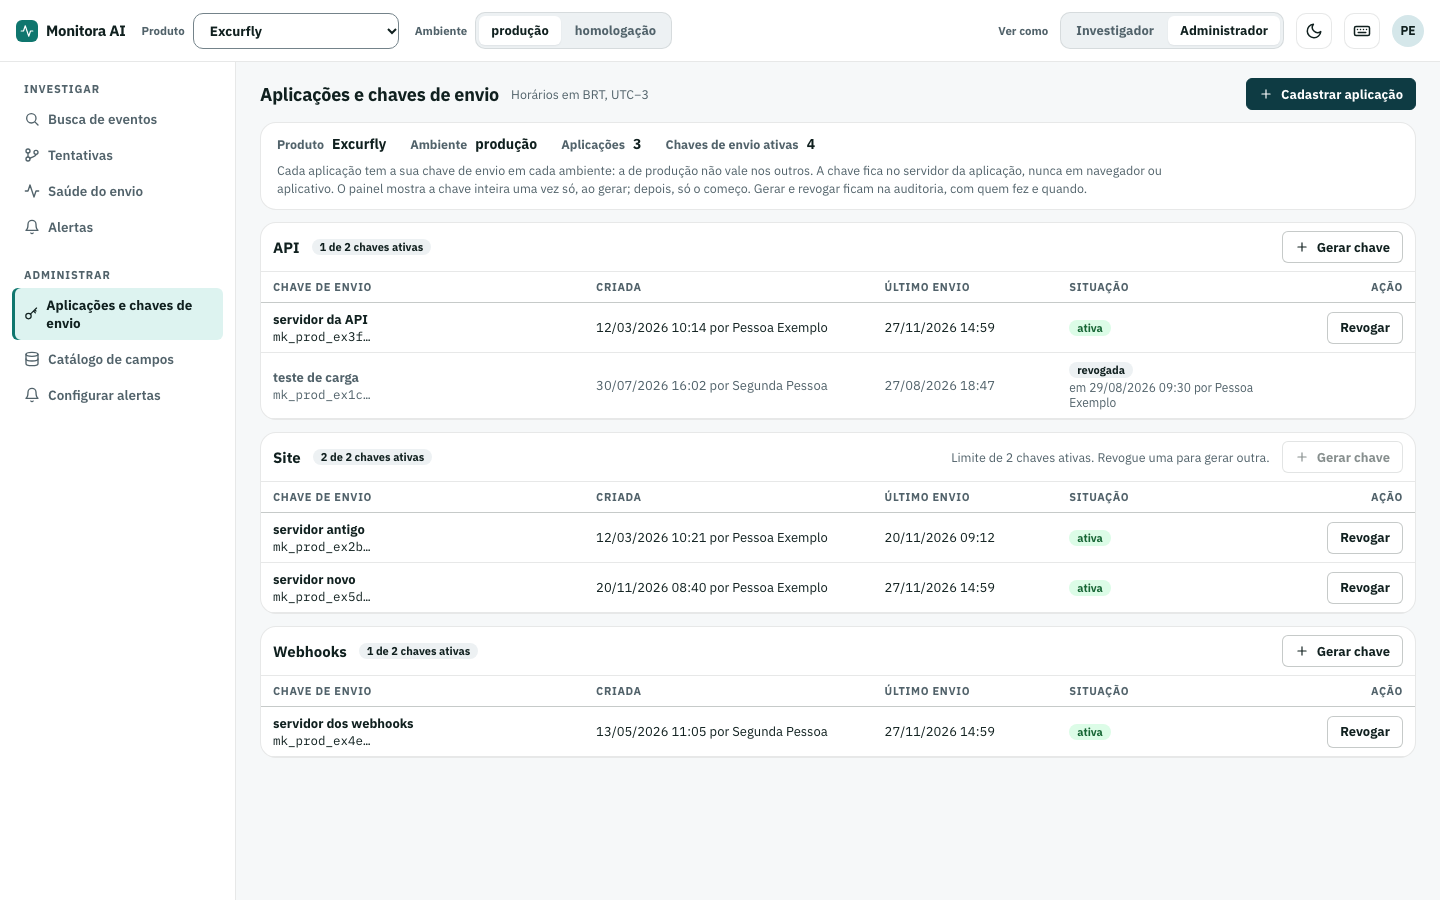 Monitora AI
Produto
Excurfly
Ambiente
produção
homologação
Ver como
Investigador
Administrador
PE
INVESTIGAR
Busca de eventos
Tentativas
Saúde do envio
Alertas
ADMINISTRAR
Aplicações e chaves de
envio
Catálogo de campos
Configurar alertas
Aplicações e chaves de envio
Horários em BRT, UTC−3
Cadastrar aplicação
Produto Excurfly Ambiente produção Aplicações 3 Chaves de envio ativas 4
Cada aplicação tem a sua chave de envio em cada ambiente: a de produção não vale nos outros. A chave fica no servidor da aplicação, nunca em navegador ou
aplicativo. O painel mostra a chave inteira uma vez só, ao gerar; depois, só o começo. Gerar e revogar ficam na auditoria, com quem fez e quando.
API
1 de 2 chaves ativas
Gerar chave
CHAVE DE ENVIO CRIADA ÚLTIMO ENVIO SITUAÇÃO AÇÃO
servidor da API
mk_prod_ex3f…
12/03/2026 10:14 por Pessoa Exemplo
27/11/2026 14:59
ativa
Revogar
teste de carga
mk_prod_ex1c…
30/07/2026 16:02 por Segunda Pessoa
27/08/2026 18:47
revogada
em 29/08/2026 09:30 por Pessoa
Exemplo
Site
2 de 2 chaves ativas
Limite de 2 chaves ativas. Revogue uma para gerar outra.
Gerar chave
CHAVE DE ENVIO CRIADA ÚLTIMO ENVIO SITUAÇÃO AÇÃO
servidor antigo
mk_prod_ex2b…
12/03/2026 10:21 por Pessoa Exemplo
20/11/2026 09:12
ativa
Revogar
servidor novo
mk_prod_ex5d…
20/11/2026 08:40 por Pessoa Exemplo
27/11/2026 14:59
ativa
Revogar
Webhooks
1 de 2 chaves ativas
Gerar chave
CHAVE DE ENVIO CRIADA ÚLTIMO ENVIO SITUAÇÃO AÇÃO
servidor dos webhooks
mk_prod_ex4e…
13/05/2026 11:05 por Segunda Pessoa
27/11/2026 14:59
ativa
Revogar